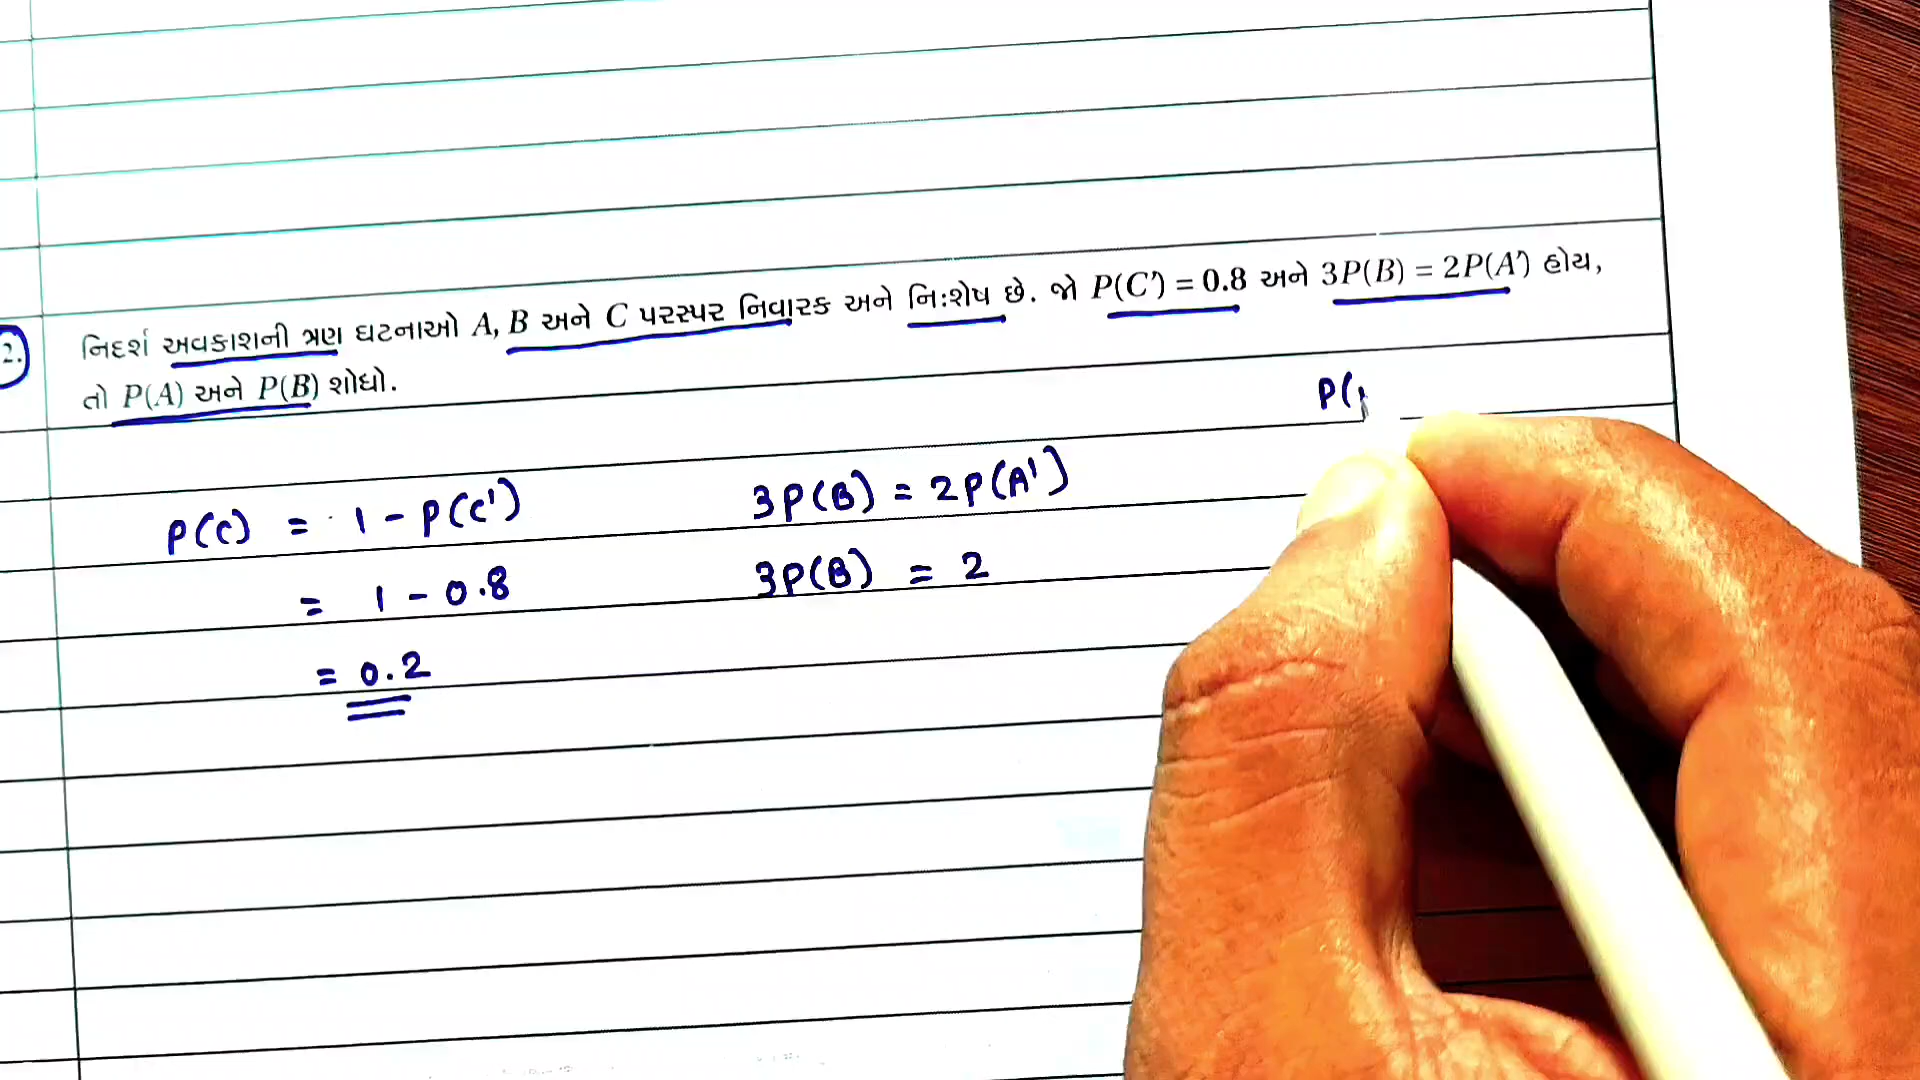 2. નિદર્શ અવકાશની ત્રણ ઘટનાઓ A, B અને C પરસ્પર નિવારક અને નિ:શેષ છે. જો P(C') = 0.8 અને 3P(B) = 2P(A') હોય,
તો P(A) અને P(B) શોધો.
P(
P(C) = 1 - P(C')
= 1 - 0.8
= 0.2
3P(B) = 2P(A')
3P(B) = 2